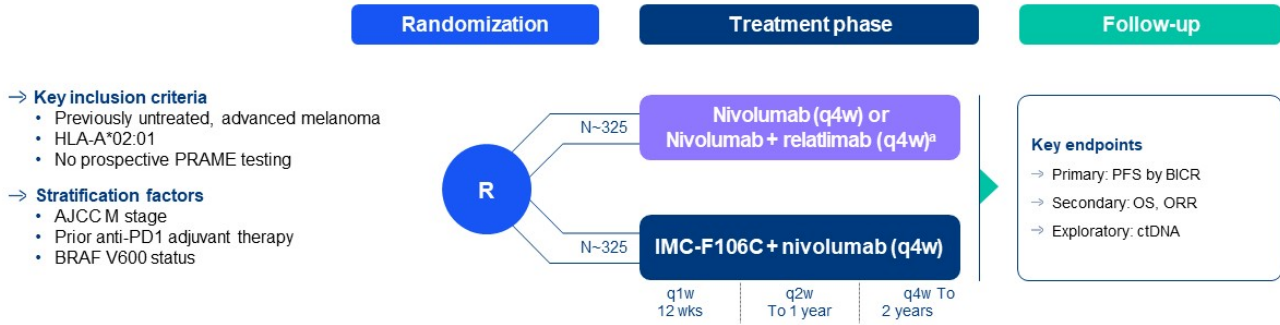 Randomization
Treatment phase
Follow-up
→ Key inclusion criteria
• Previously untreated, advanced melanoma
• HLA-A*02:01
• No prospective PRAME testing
→ Stratification factors
• AJCC M stage
• Prior anti-PD1 adjuvant therapy
• BRAF V600 status
R
N~325
Nivolumab (q4w) or
Nivolumab + relatlimab (q4w)ᵃ
N~325
IMC-F106C + nivolumab (q4w)
q1w
12 wks
q2w
To 1 year
q4w To
2 years
Key endpoints
→ Primary: PFS by BICR
→ Secondary: OS, ORR
→ Exploratory: ctDNA